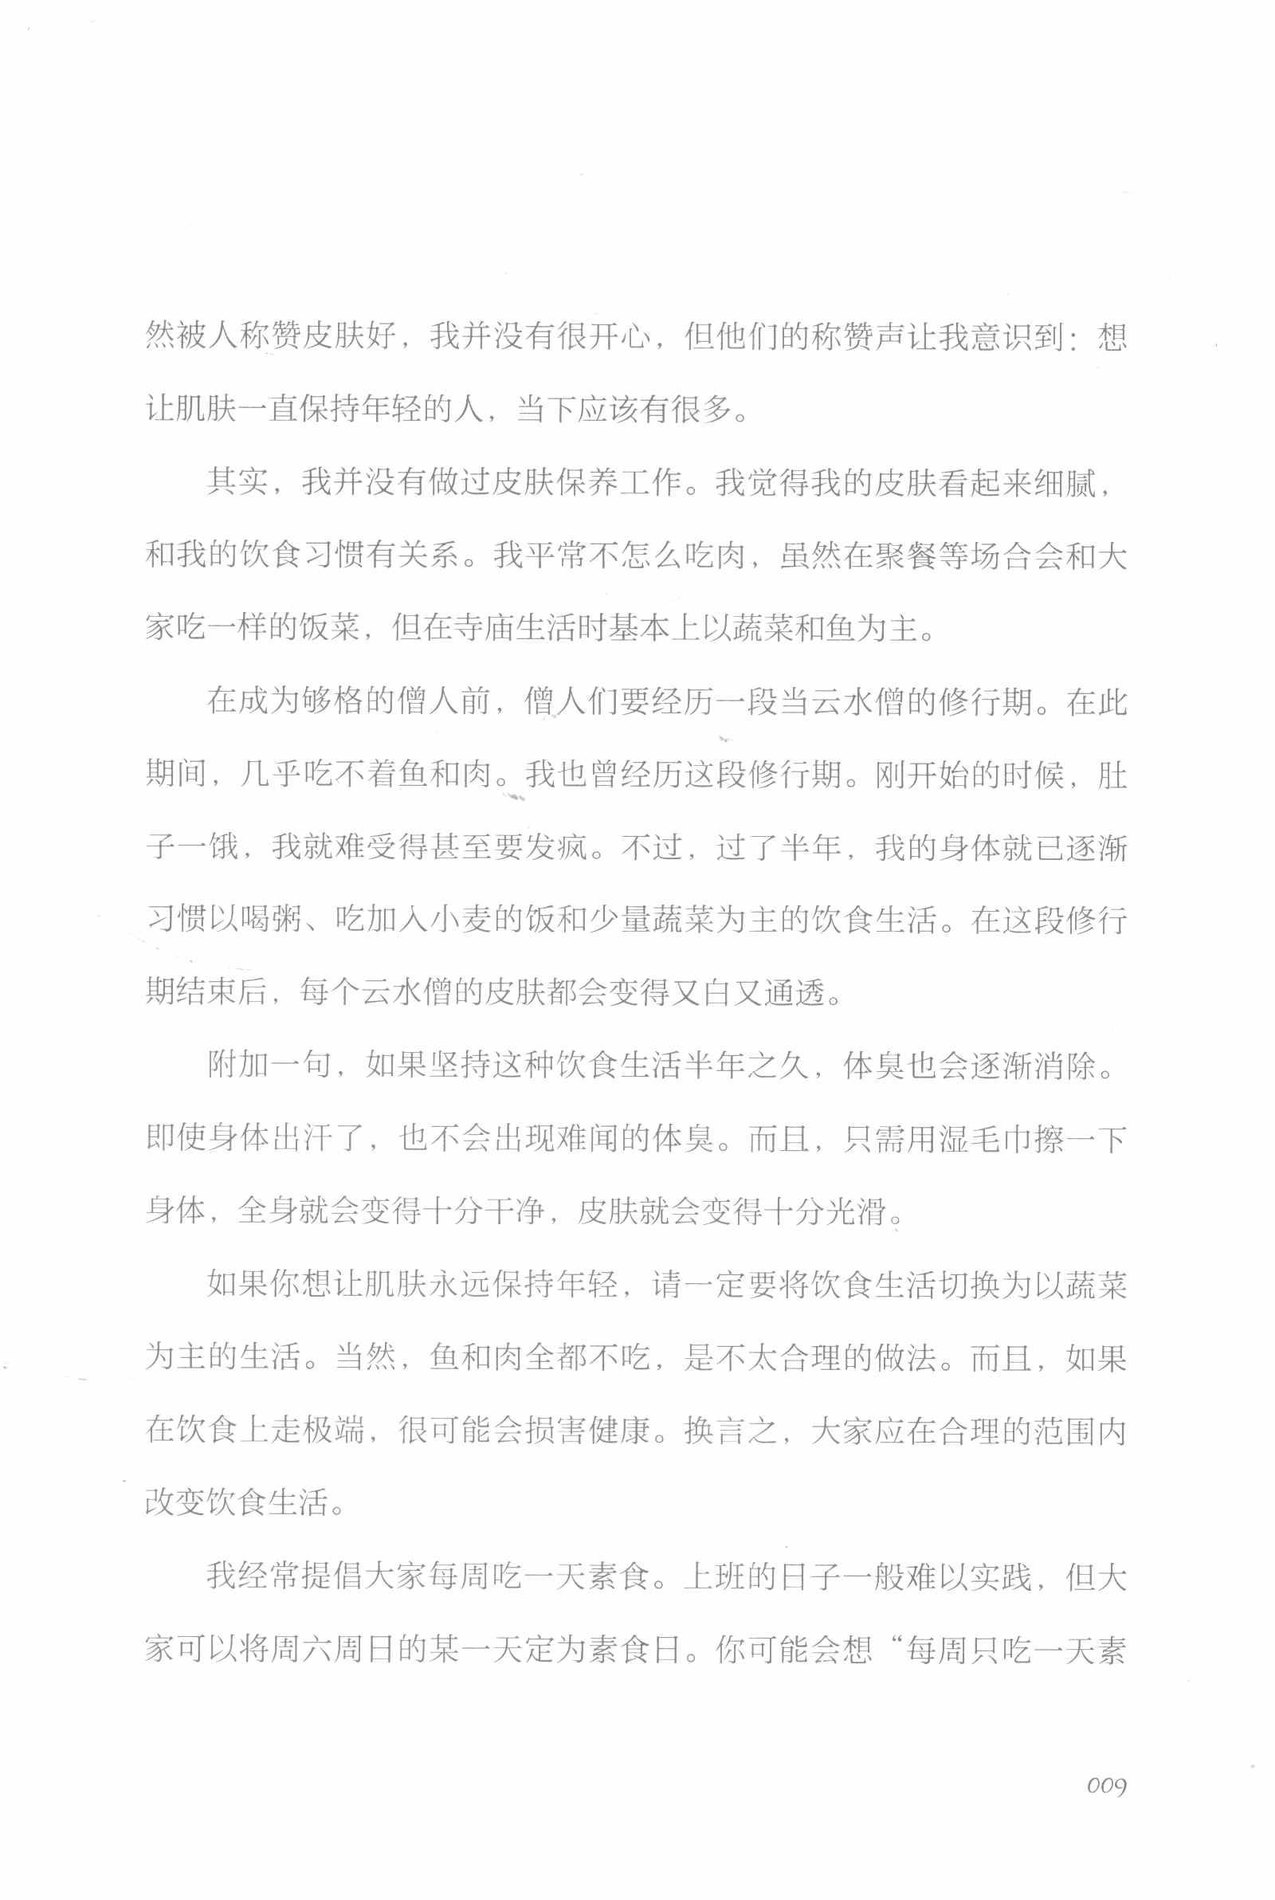 然被人称赞皮肤好，我并没有很开心，但他们的称赞声让我意识到：想
让肌肤一直保持年轻的人，当下应该有很多。
其实，我并没有做过皮肤保养工作。我觉得我的皮肤看起来细腻，
和我的饮食习惯有关系。我平常不怎么吃肉，虽然在聚餐等场合会和大
家吃一样的饭菜，但在寺庙生活时基本上以蔬菜和鱼为主。
在成为够格的僧人前，僧人们要经历一段当云水僧的修行期。在此
期间，几乎吃不着鱼和肉。我也曾经历这段修行期。刚开始的时候，肚
子一饿，我就难受得甚至要发疯。不过，过了半年，我的身体就已逐渐
习惯以喝粥、吃加入小麦的饭和少量蔬菜为主的饮食生活。在这段修行
期结束后，每个云水僧的皮肤都会变得又白又通透。
附加一句，如果坚持这种饮食生活半年之久，体臭也会逐渐消除。
即使身体出汗了，也不会出现难闻的体臭。而且，只需用湿毛巾擦一下
身体，全身就会变得十分干净，皮肤就会变得十分光滑。
如果你想让肌肤永远保持年轻，请一定要将饮食生活切换为以蔬菜
为主的生活。当然，鱼和肉全都不吃，是不太合理的做法。而且，如果
在饮食上走极端，很可能会损害健康。换言之，大家应在合理的范围内
改变饮食生活。
我经常提倡大家每周吃一天素食。上班的日子一般难以实践，但大
家可以将周六周日的某一天定为素食日。你可能会想“每周只吃一天素
009